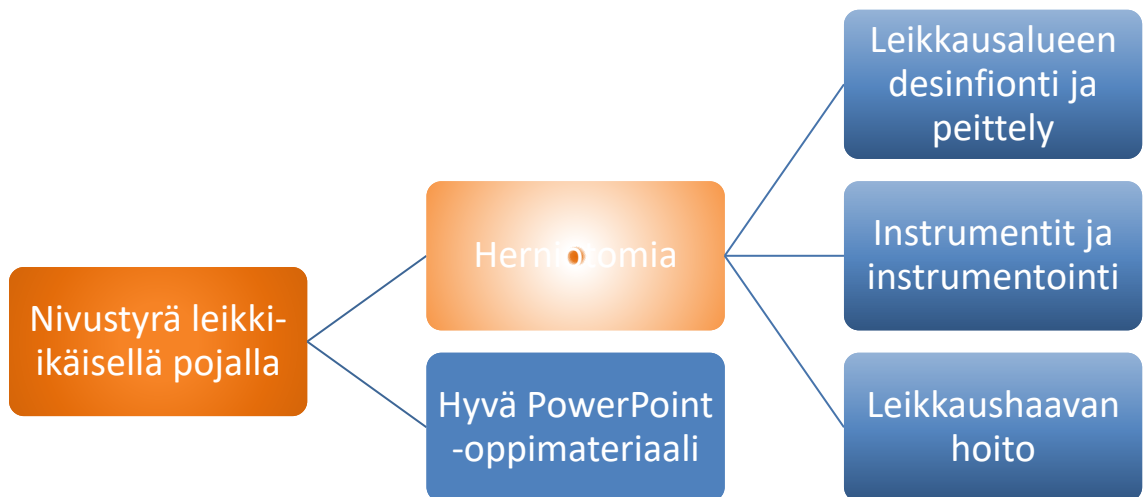 Nivustyrä leikki-
ikäisellä pojalla
Herniotomia
Hyvä PowerPoint
-oppimateriaali
Leikkausalueen
desinfionti ja
peittely
Instrumentit ja
instrumentointi
Leikkaushaavan
hoito